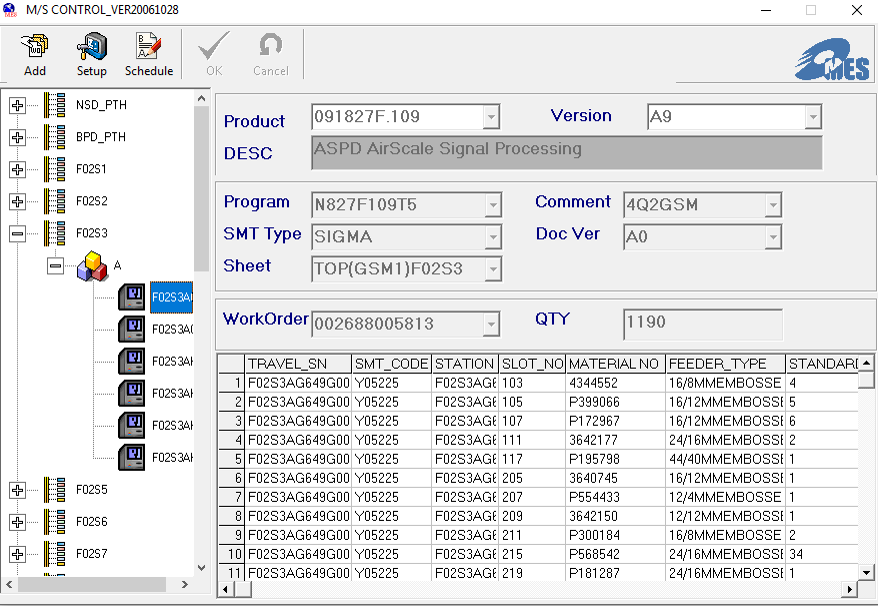 M/S CONTROL_VER20061028
Add Setup Schedule OK Cancel
MES
NSD_PTH
BPD_PTH
F02S1
F02S2
F02S3
A
F02S3A
F02S3A
F02S3A
F02S3A
F02S3A
F02S3A
F02S5
F02S6
F02S7
Product 091827F.109 Version A9
DESC ASPD AirScale Signal Processing
Program N827F109T5 Comment 4Q2GSM
SMT Type SIGMA Doc Ver A0
Sheet TOP(GSM1)F02S3
WorkOrder 002688005813 QTY 1190
TRAVEL_SN SMT_CODE STATION SLOT_NO MATERIAL NO FEEDER_TYPE STANDARD
1 F02S3AG649G00 Y05225 F02S3AG6 103 4344552 16/8MMEMBOSSE 4
2 F02S3AG649G00 Y05225 F02S3AG6 105 P399066 16/12MMEMBOSSE 5
3 F02S3AG649G00 Y05225 F02S3AG6 107 P172967 16/12MMEMBOSSE 6
4 F02S3AG649G00 Y05225 F02S3AG6 111 3642177 24/16MMEMBOSSE 2
5 F02S3AG649G00 Y05225 F02S3AG6 117 P195798 44/40MMEMBOSSE 1
6 F02S3AG649G00 Y05225 F02S3AG6 205 3640745 16/12MMEMBOSSE 1
7 F02S3AG649G00 Y05225 F02S3AG6 207 P554433 12/4MMEMBOSSE 1
8 F02S3AG649G00 Y05225 F02S3AG6 209 3642150 12/12MMEMBOSSE 1
9 F02S3AG649G00 Y05225 F02S3AG6 211 P300184 16/8MMEMBOSSE 2
10 F02S3AG649G00 Y05225 F02S3AG6 215 P568542 24/16MMEMBOSSE 34
11 F02S3AG649G00 Y05225 F02S3AG6 219 P181287 24/16MMEMBOSSE 1